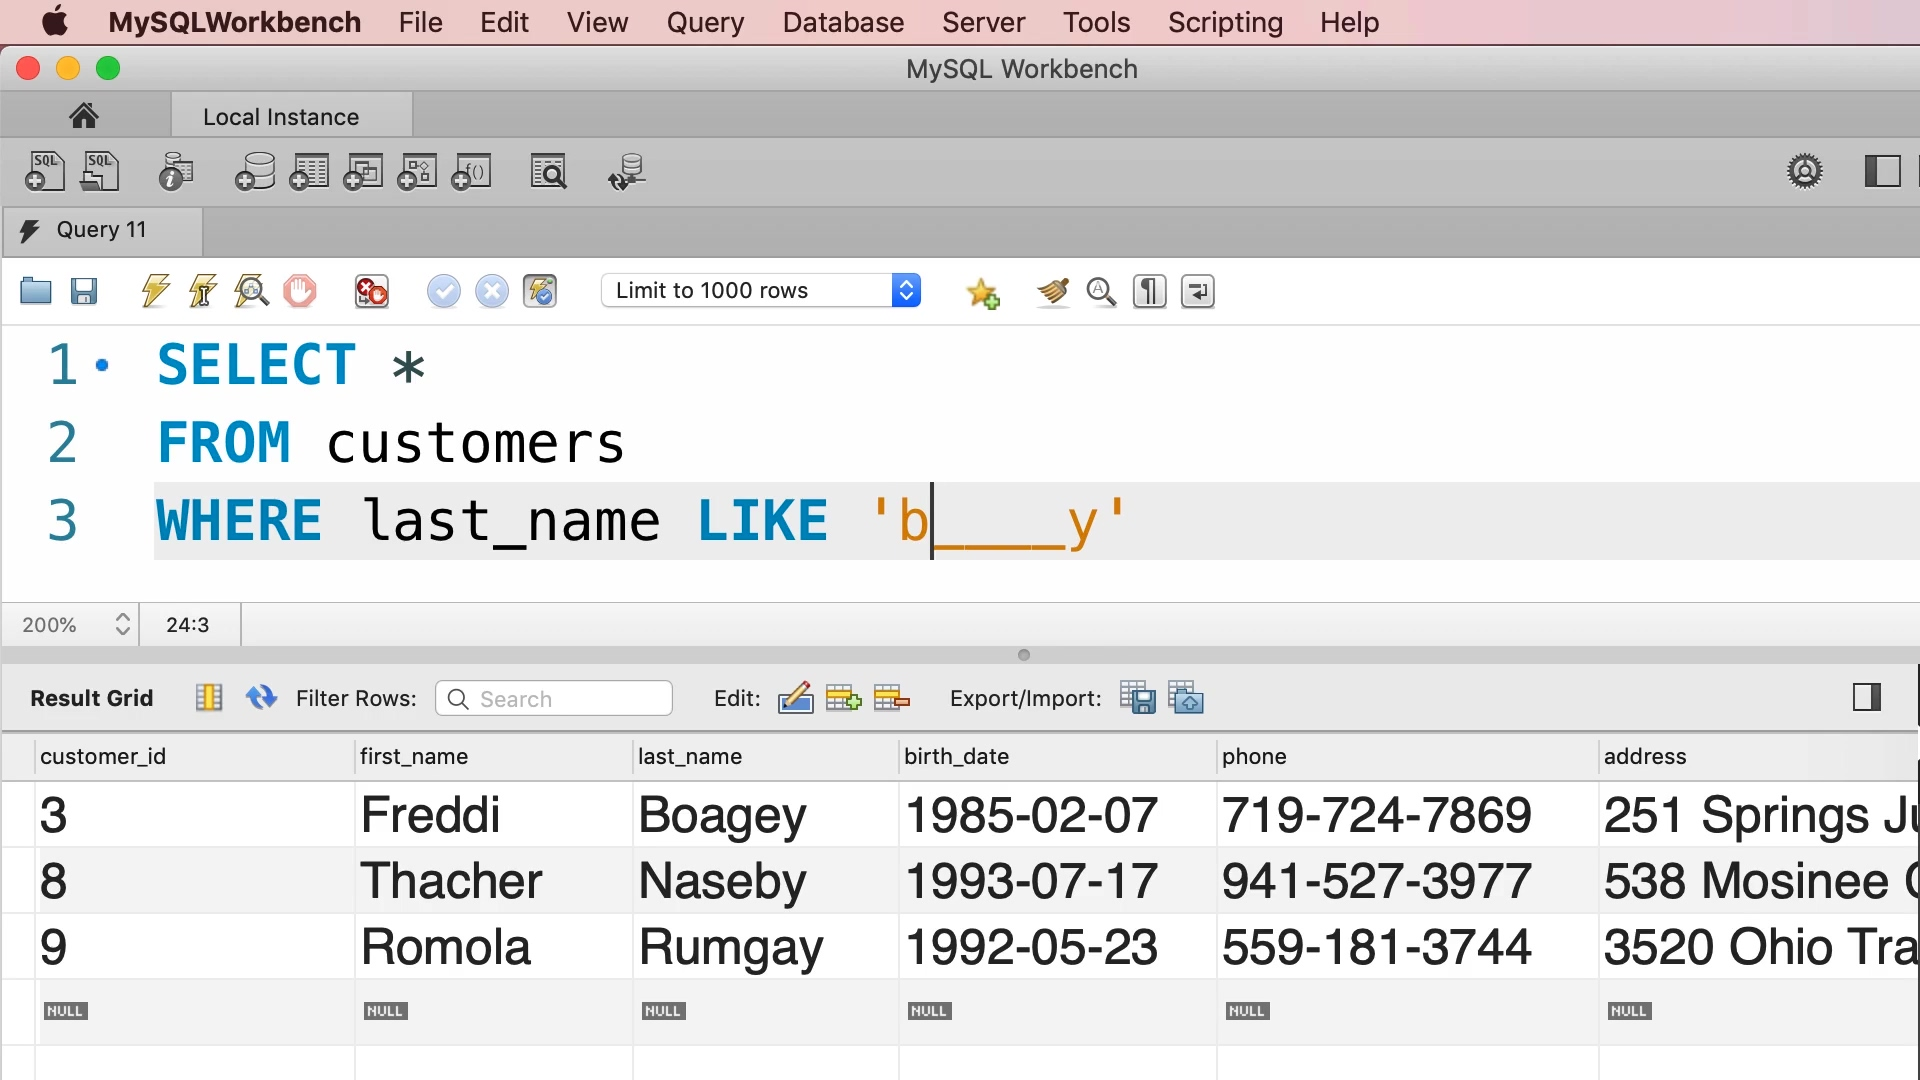 MySQLWorkbench File Edit View Query Database Server Tools Scripting Help
MySQL Workbench
Local Instance
SQL SQL
Query 11
Limit to 1000 rows
1 SELECT *
2 FROM customers
3 WHERE last_name LIKE 'b____y'
200% 24:3
Result Grid Filter Rows: Search Edit: Export/Import:
customer_id first_name last_name birth_date phone address
3 Freddi Boagey 1985-02-07 719-724-7869 251 Springs Ju
8 Thacher Naseby 1993-07-17 941-527-3977 538 Mosinee
9 Romola Rumgay 1992-05-23 559-181-3744 3520 Ohio Tra
NULL NULL NULL NULL NULL NULL